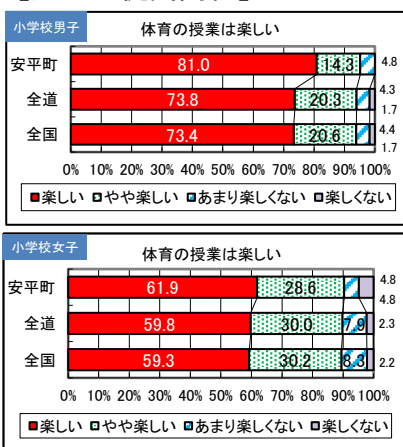 小学校男子
体育の授業は楽しい
安平町 81.0 14.3 4.8
全道 73.8 20.3 4.3 1.7
全国 73.4 20.6 4.4 1.7
0% 10% 20% 30% 40% 50% 60% 70% 80% 90% 100%
■楽しい やや楽しい あまり楽しくない 楽しくない
小学校女子
体育の授業は楽しい
安平町 61.9 28.6 4.8 4.8
全道 59.8 30.0 7.9 2.3
全国 59.3 30.2 8.3 2.2
0% 10% 20% 30% 40% 50% 60% 70% 80% 90% 100%
■楽しい やや楽しい あまり楽しくない 楽しくない